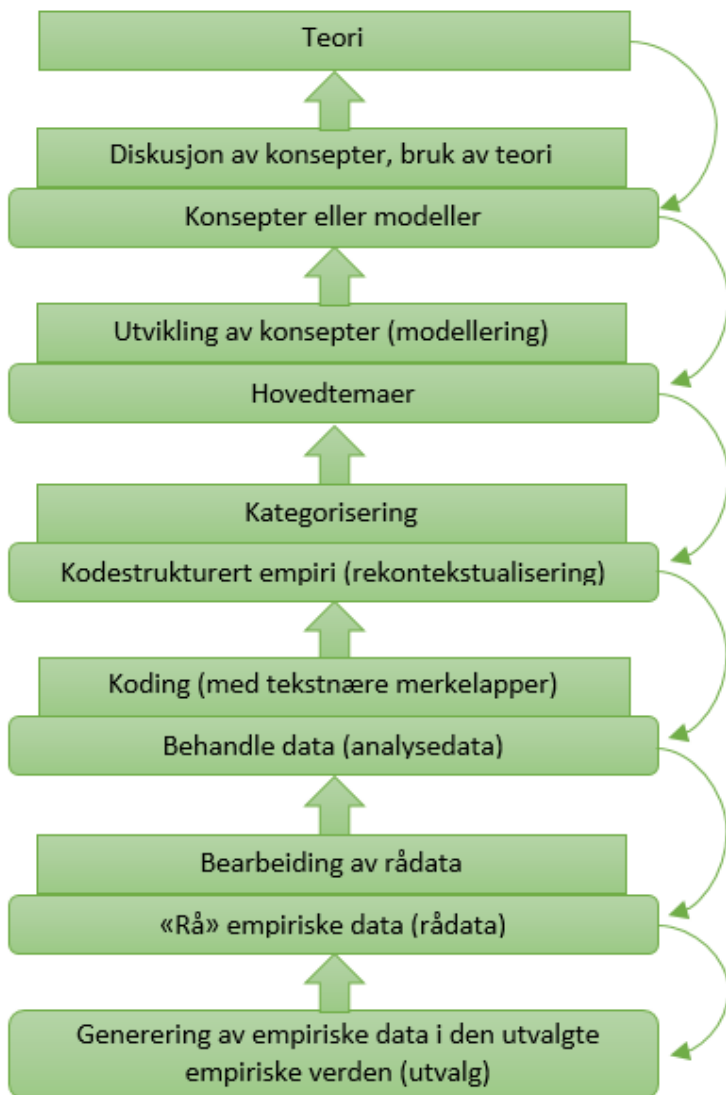 Teori
Diskusjon av konsepter, bruk av teori
Konsepter eller modeller
Utvikling av konsepter (modellering)
Hovedtemaer
Kategorisering
Kodestrukturert empiri (rekontekstualisering)
Koding (med tekstnære merkelapper)
Behandle data (analysedata)
Bearbeiding av rådata
«Rå» empiriske data (rådata)
Generering av empiriske data i den utvalgte
empiriske verden (utvalg)